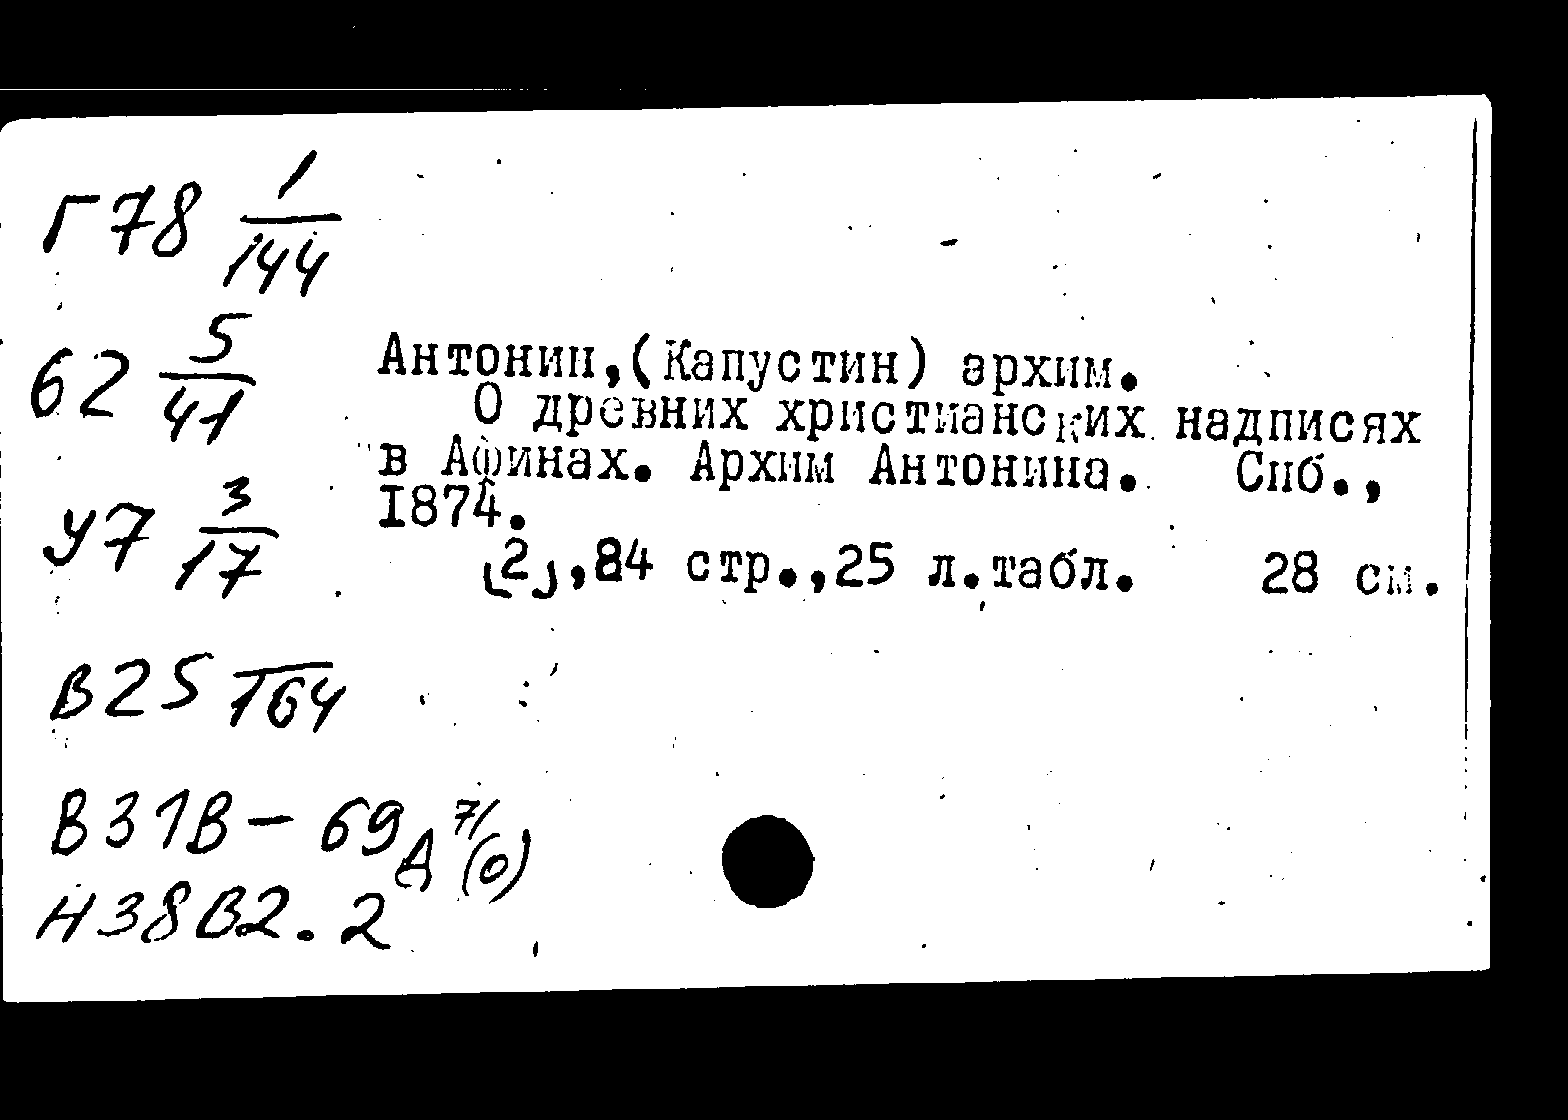 Г78 1/144
62 5/41
У7 3/17
В25 /164
В31В-69 7/(0)
Н38В2.2
Антонин,(Капустин) архим.
О древних христианских надписях
в Афинах. Архим Антонина. Спб.,
1874.
[2],84 стр.,25 л.табл. 28 см.